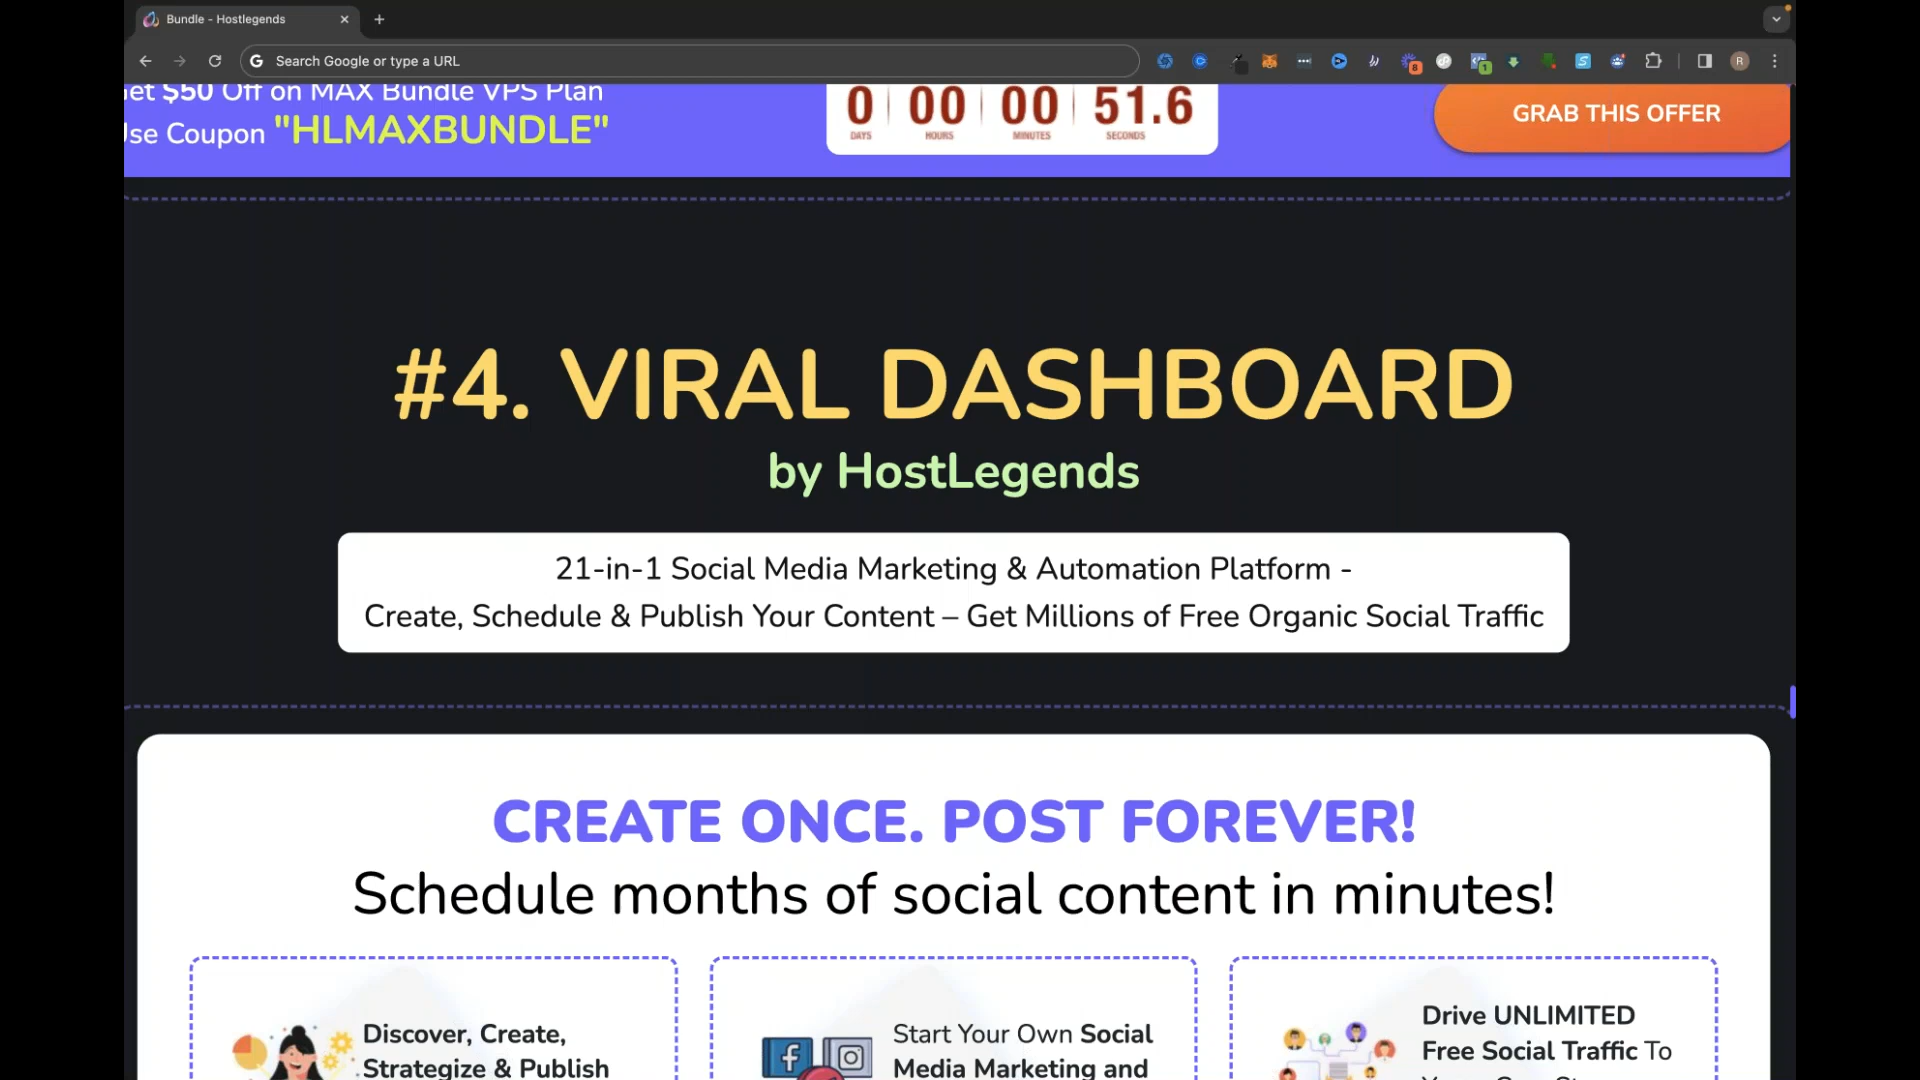 Bundle - Hostlegends
Search Google or type a URL
8
1
R
$50 Off on MAX Bundle VPS Plan
Coupon "HLMAXBUNDLE"
0 00 00 51.6
DAYS HOURS MINUTES SECONDS
GRAB THIS OFFER
#4. VIRAL DASHBOARD
by HostLegends
21-in-1 Social Media Marketing & Automation Platform -
Create, Schedule & Publish Your Content – Get Millions of Free Organic Social Traffic
CREATE ONCE. POST FOREVER!
Schedule months of social content in minutes!
Discover, Create,
Strategize & Publish
Start Your Own Social
Media Marketing and
Drive UNLIMITED
Free Social Traffic To